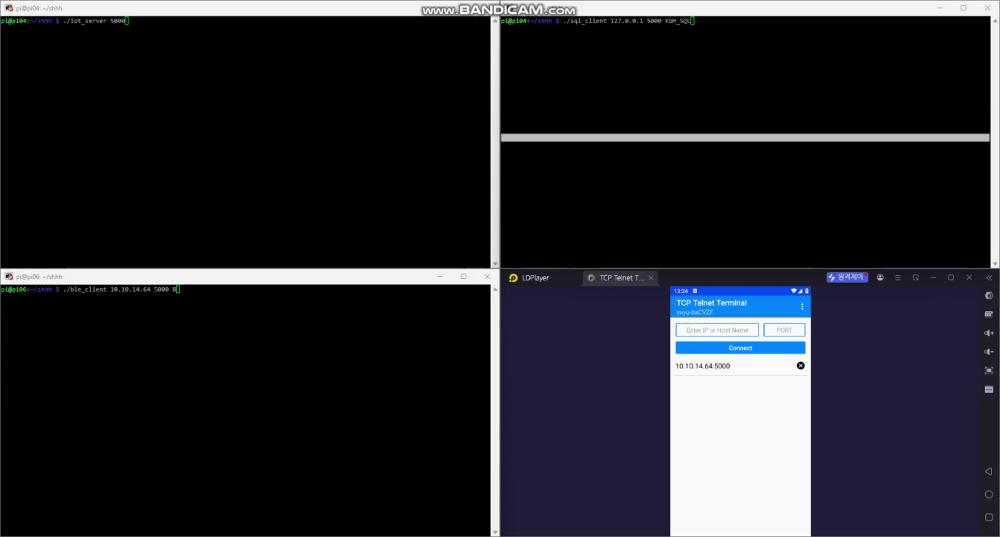 pi@pi04: ~/shhh
www.BANDICAM.com
pi@pi04:~/shhh $ ./iot_server 5000
pi@pi04:~/shhh $ ./sql_client 127.0.0.1 5000 KGH_SQL
pi@pi06: ~/shhh
pi@pi06:~/shhh $ ./ble_client 10.10.14.64 5000 8
LDPlayer
TCP Telnet T...
원격제어
12:34
TCP Telnet Terminal
yuyu-baCVZF
Enter IP or Host Name
PORT
Connect
10.10.14.64:5000